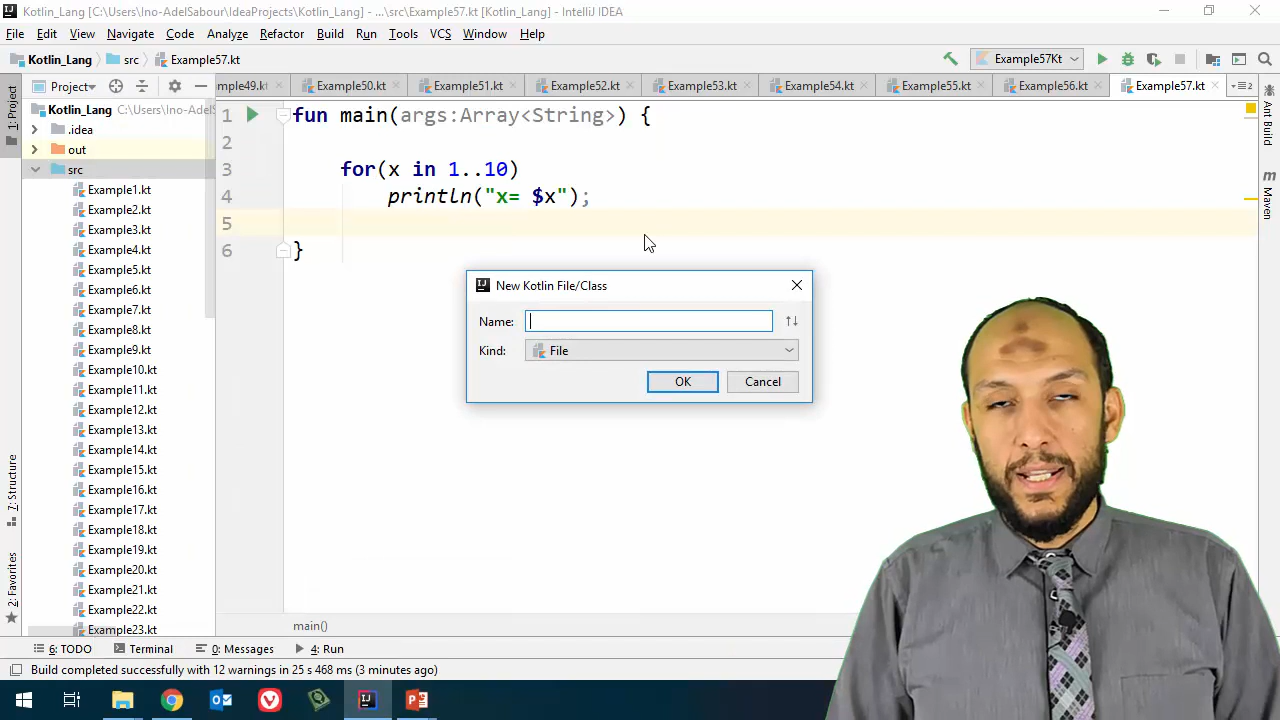 Kotlin_Lang [C:\Users\Ino-AdelSabour\IdeaProjects\Kotlin_Lang] - ...\src\Example57.kt [Kotlin_Lang] - IntelliJ IDEA
File Edit View Navigate Code Analyze Refactor Build Run Tools VCS Window Help
Kotlin_Lang src Example57.kt Example57Kt
Project
mple49.kt Example50.kt Example51.kt Example52.kt Example53.kt Example54.kt Example55.kt Example56.kt Example57.kt
1: Project
Kotlin_Lang C:\Users\Ino-AdelS
.idea
out
src
Example1.kt
Example2.kt
Example3.kt
Example4.kt
Example5.kt
Example6.kt
Example7.kt
Example8.kt
Example9.kt
Example10.kt
Example11.kt
Example12.kt
Example13.kt
Example14.kt
Example15.kt
Example16.kt
Example17.kt
Example18.kt
Example19.kt
Example20.kt
Example21.kt
Example22.kt
Example23.kt
7: Structure
2: Favorites
1 fun main(args:Array<String>) {
2
3 for(x in 1..10)
4 println("x= $x");
5
6 }
New Kotlin File/Class
Name:
Kind: File
OK Cancel
Ant Build
m Maven
main()
6: TODO Terminal 0: Messages 4: Run
Build completed successfully with 12 warnings in 25 s 468 ms (3 minutes ago)